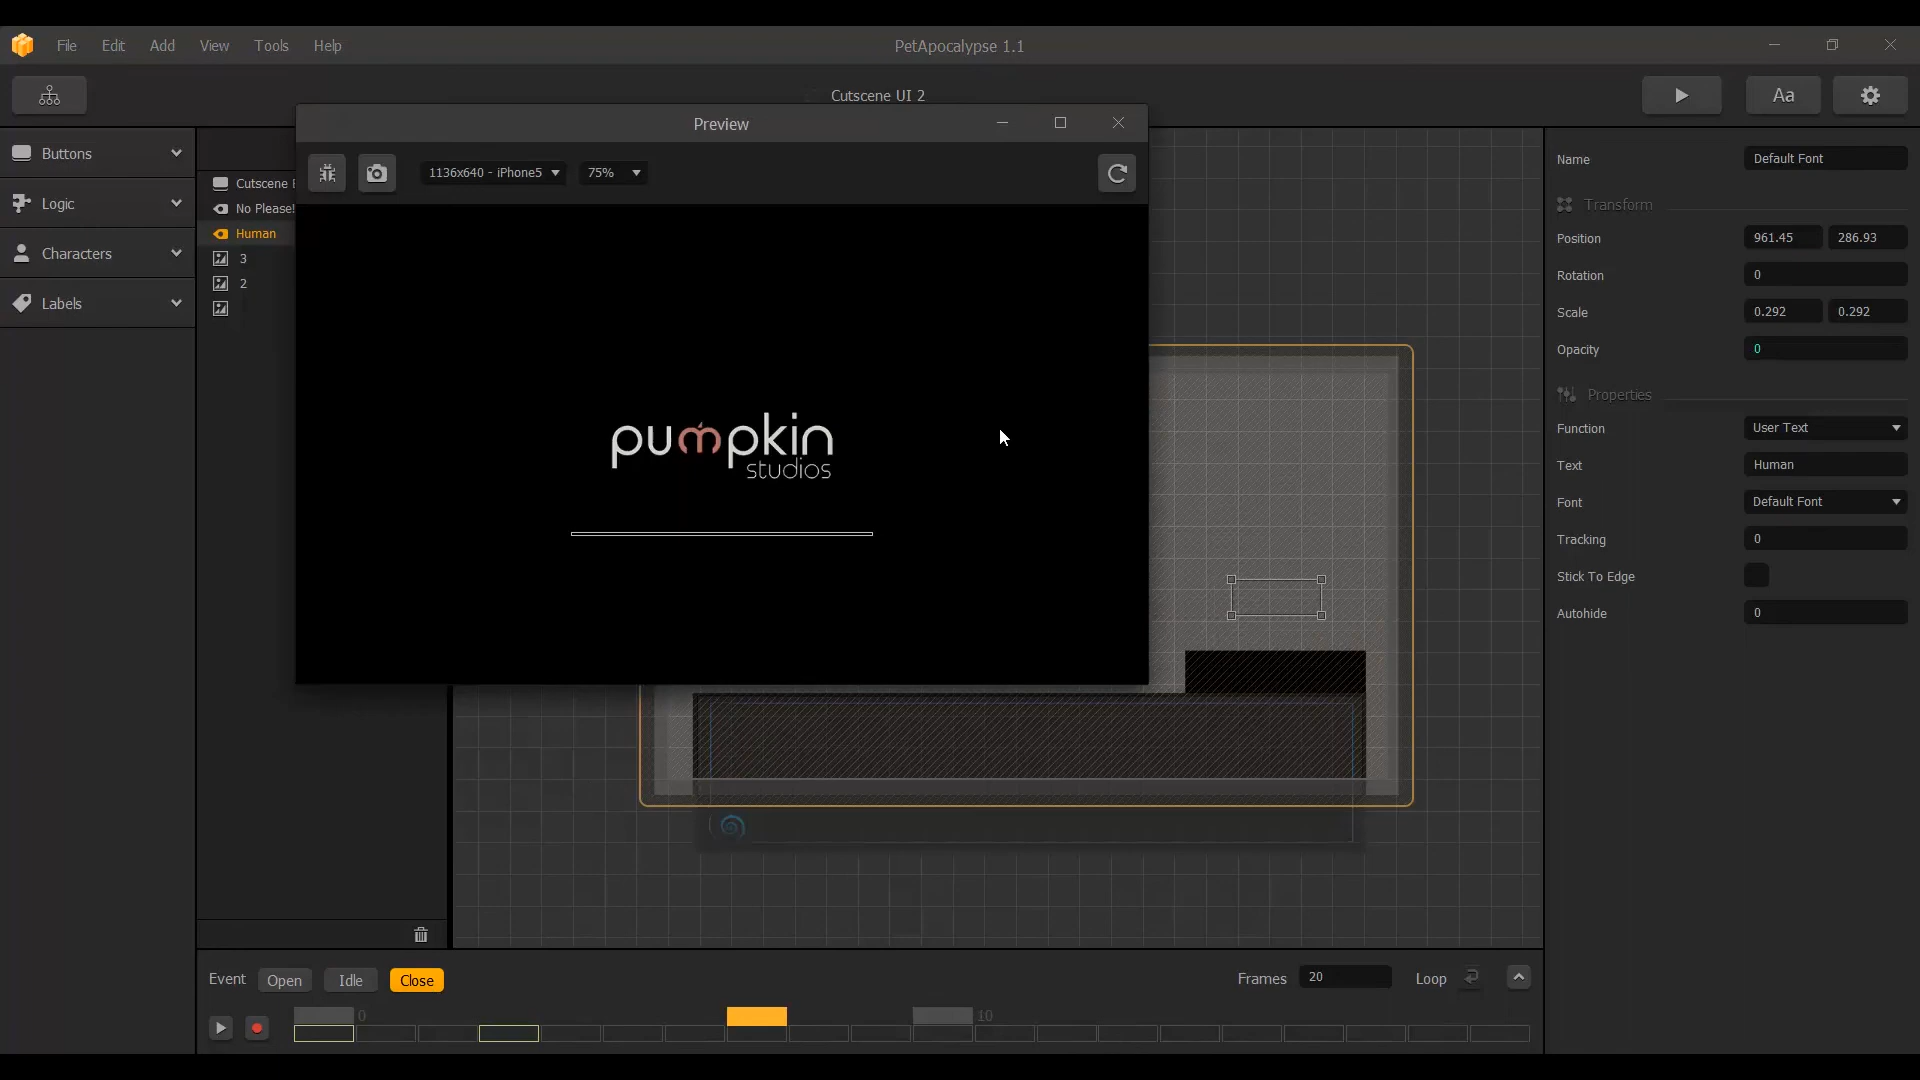 File Edit Add View Tools Help
PetApocalypse 1.1
Cutscene UI 2
Aa
Preview
1136x640 - iPhone5
75%
Buttons
Logic
Characters
Labels
Cutscene
No Please!
Human
3
2
pumpkin
studios
Name Default Font
Transform
Position 961.45 286.93
Rotation 0
Scale 0.292 0.292
Opacity 0
Properties
Function User Text
Text Human
Font Default Font
Tracking 0
Stick To Edge
Autohide 0
Event Open Idle Close
Frames 20 Loop
0 10